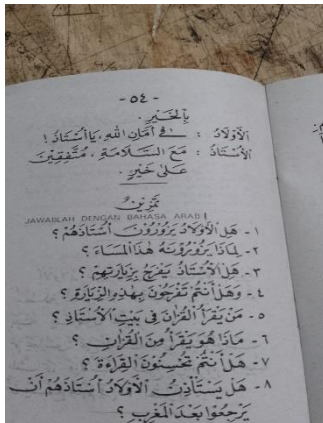 -٥٤-
بِالْخَيْرِ.
الْأَوْلَادُ : فِي أَمَانِ اللهِ، يَا أُسْتَاذُ!
الْأُسْتَاذُ : مَعَ السَّلَامَةِ، مُتَّفِقِينَ
عَلَى خَيْرٍ.
تَمْرِينٌ
JAWABLAH DENGAN BAHASA ARAB!
١- هَلِ الْأَوْلَادُ يَزُورُونَ أُسْتَاذَهُمْ؟
٢- لِمَاذَا يَزُورُونَهُ هٰذَا الْمَسَاءَ؟
٣- هَلِ الْأُسْتَاذُ يَفْرَحُ بِزِيَارَتِهِمْ؟
٤- وَهَلْ أَنْتُمْ تَفْرَحُونَ بِهٰذِهِ الزِّيَارَةِ؟
٥- مَنْ يَقْرَأُ الْقُرْآنَ فِي بَيْتِ الْأُسْتَاذِ؟
٦- مَاذَا هُوَ يَقْرَأُ مِنَ الْقُرْآنِ؟
٧- هَلْ أَنْتُمْ تُحْسِنُونَ الْقِرَاءَةَ؟
٨- هَلْ يَسْتَأْذِنُ الْأَوْلَادُ أُسْتَاذَهُمْ أَنْ
يَرْجِعُوا بَعْدَ الْمَغْرِبِ؟